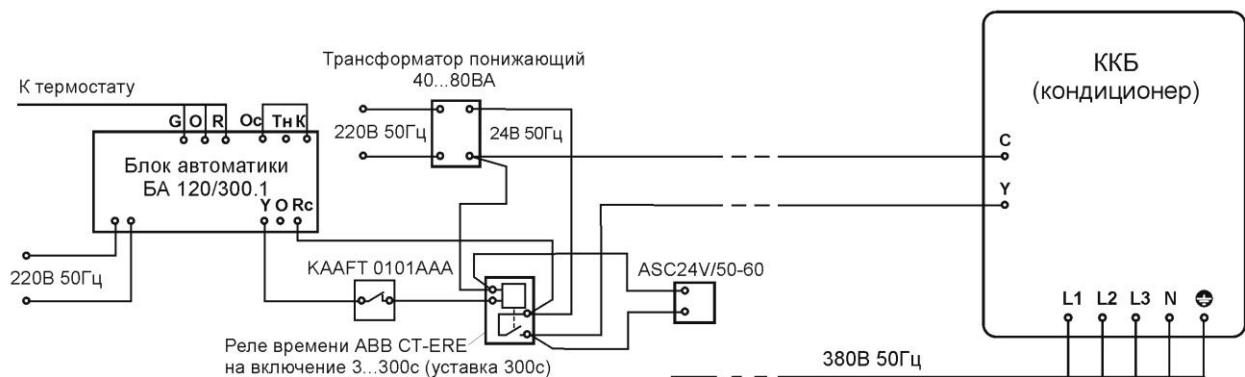 ККБ
(кондиционер)
Трансформатор понижающий
40...80ВА
К термостату
G O R Oc Тн К
220В 50Гц
24В 50Гц
Блок автоматики
БА 120/300.1
Y O Rc
C
Y
220В 50Гц
KAAFT 0101AAA
ASC24V/50-60
L1 L2 L3 N
Реле времени ABB CT-ERE
на включение 3...300с (уставка 300с)
380В 50Гц